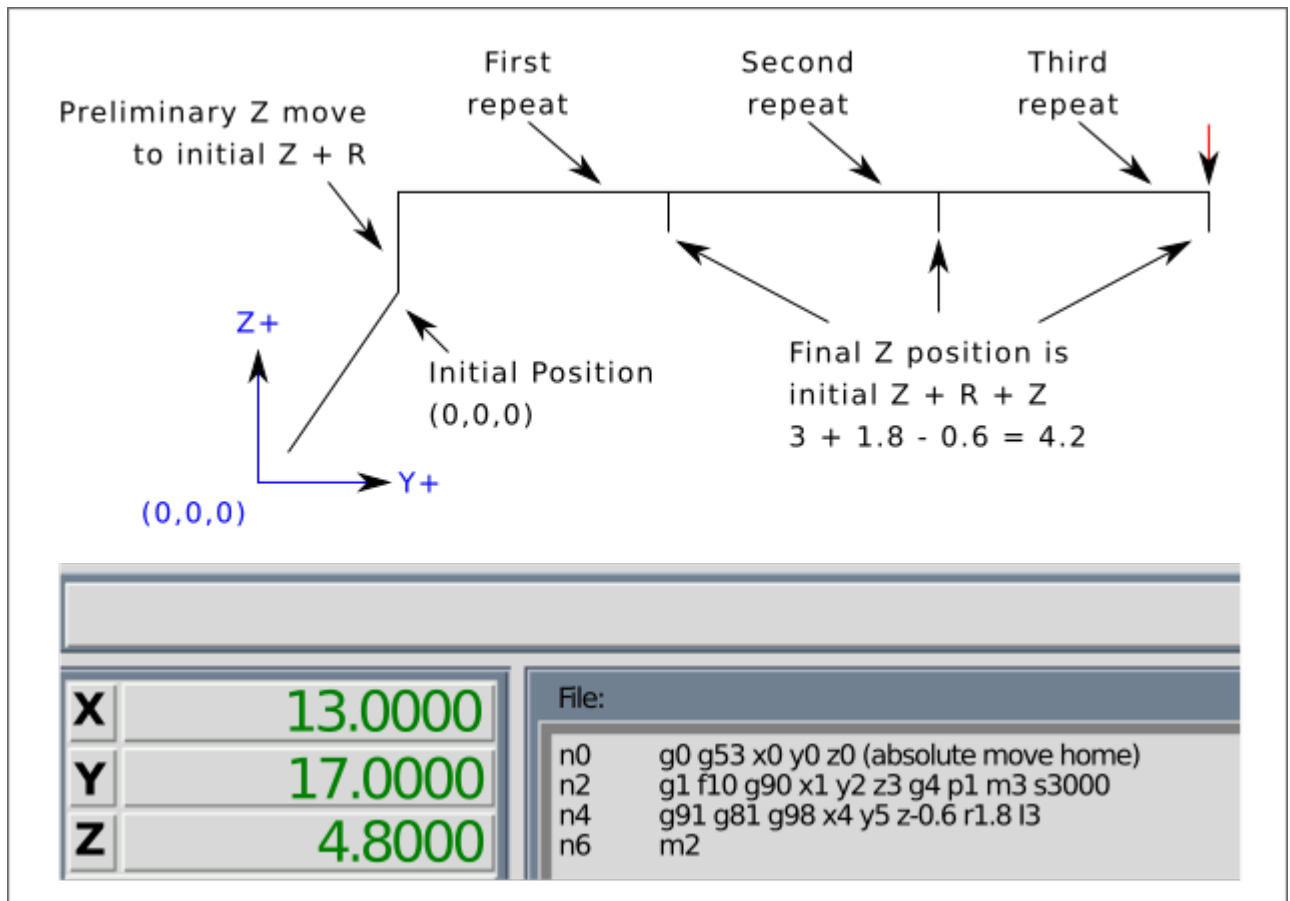 First
repeat
Second
repeat
Third
repeat
Preliminary Z move
to initial Z + R
Z+
Initial Position
(0,0,0)
Final Z position is
initial Z + R + Z
3 + 1.8 - 0.6 = 4.2
Y+
(0,0,0)
X 13.0000
Y 17.0000
Z 4.8000
File:
n0 g0 g53 x0 y0 z0 (absolute move home)
n2 g1 f10 g90 x1 y2 z3 g4 p1 m3 s3000
n4 g91 g81 g98 x4 y5 z-0.6 r1.8 l3
n6 m2